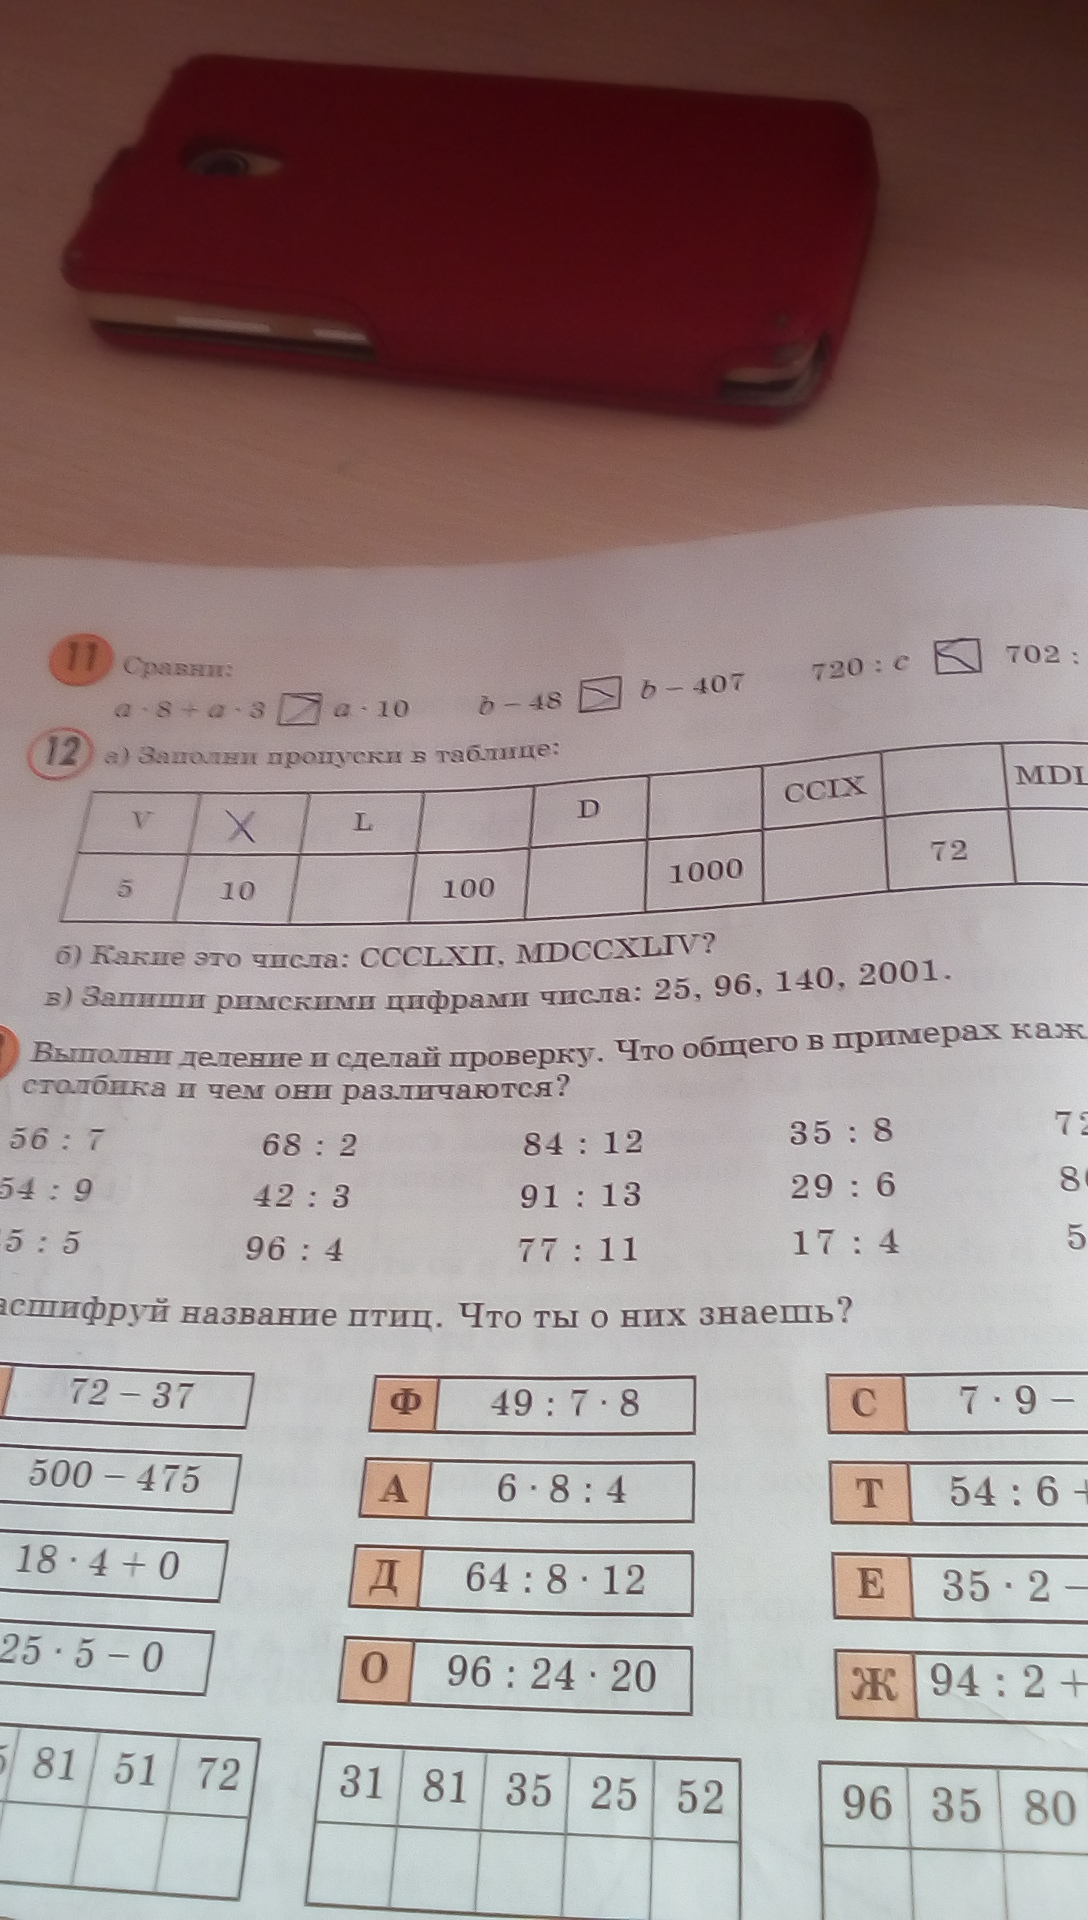 11 Сравни:
a · 8 + a · 3 > a · 10 b – 48 > b – 407 720 : c < 702 :
12 а) Заполни пропуски в таблице:
V X L D CCIX MDL
5 10 100 1000 72
б) Какие это числа: CCCLXII, MDCCXLIV?
в) Запиши римскими цифрами числа: 25, 96, 140, 2001.
Выполни деление и сделай проверку. Что общего в примерах каж
столбика и чем они различаются?
56 : 7 68 : 2 84 : 12 35 : 8 72
54 : 9 42 : 3 91 : 13 29 : 6
5 : 5 96 : 4 77 : 11 17 : 4 5
асшифруй название птиц. Что ты о них знаешь?
72 – 37 Ф 49 : 7 · 8 С 7 · 9 –
500 – 475 А 6 · 8 : 4 Т 54 : 6 +
18 · 4 + 0 Д 64 : 8 · 12 Е 35 · 2 –
25 · 5 – 0 О 96 : 24 · 20 Ж 94 : 2 +
81 51 72 31 81 35 25 52 96 35 80